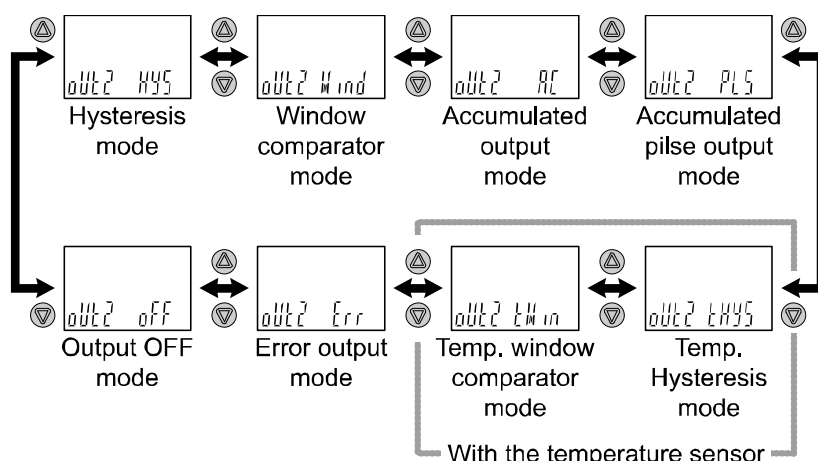 oUt2 HYS
oUt2 Wind
oUt2 AC
oUt2 PLS
Hysteresis
mode
Window
comparator
mode
Accumulated
output
mode
Accumulated
pilse output
mode
oUt2 oFF
oUt2 Err
oUt2 tWin
oUt2 tHYS
Output OFF
mode
Error output
mode
Temp. window
comparator
mode
Temp.
Hysteresis
mode
With the temperature sensor